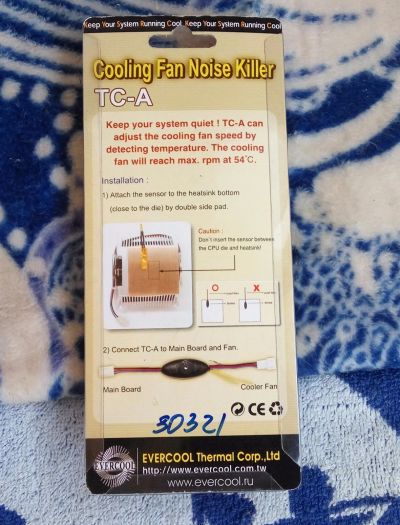 Keep Your System Running Cool
Keep Your System Running Cool,
Cooling Fan Noise Killer
TC-A
Keep your system quiet ! TC-A can
adjust the cooling fan speed by
detecting temperature. The cooling
fan will reach max. rpm at 54°C.
Installation :
1) Attach the sensor to the heatsink bottom
(close to the die) by double side pad.
Caution :
Don't insert the sensor between
the CPU die and heatsink!
O X
2) Connect TC-A to Main Board and Fan.
Main Board Cooler Fan
CE
30321
EVERCOOL
EVERCOOL Thermal Corp.,Ltd
http://www.evercool.com.tw
www.evercool.ru